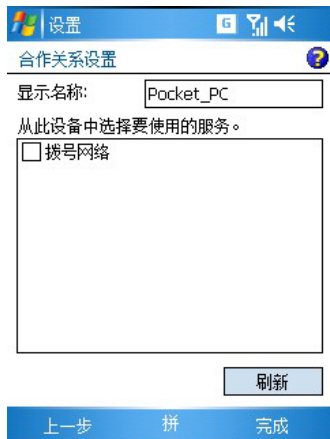 设置
G
合作关系设置
?
显示名称: Pocket_PC
从此设备中选择要使用的服务。
拨号网络
刷新
上一步 拼 完成